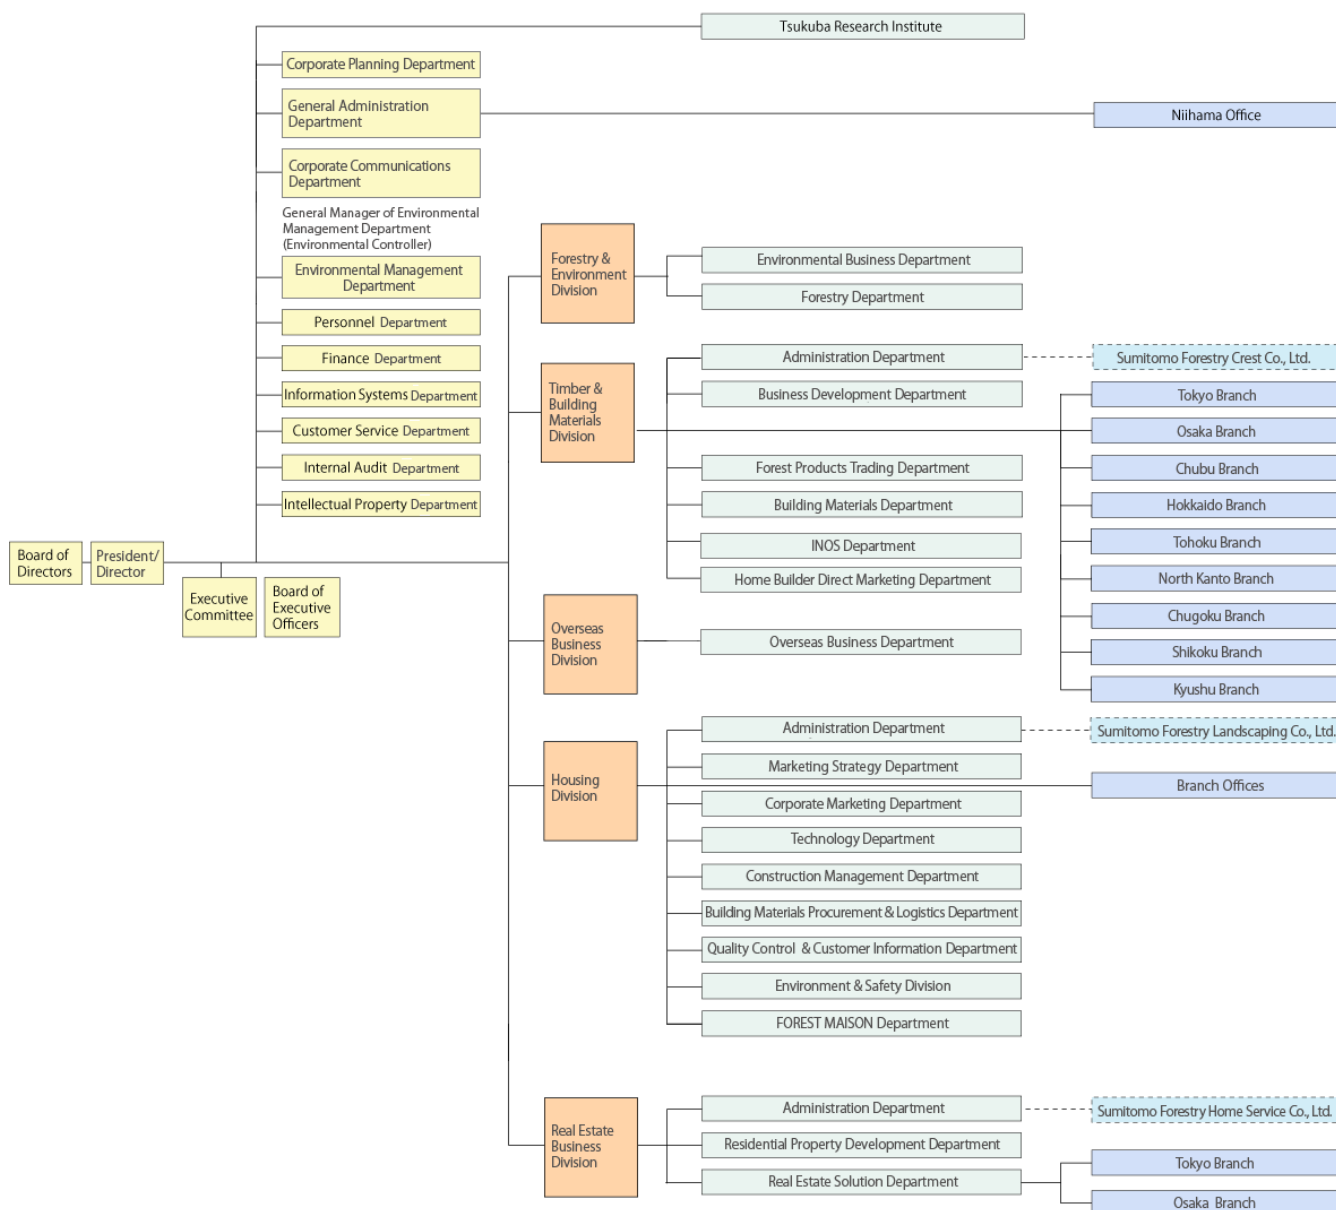 Tsukuba Research Institute
Corporate Planning Department
General Administration
Department
Niihama Office
Corporate Communications
Department
General Manager of Environmental
Management Department
(Environmental Controller)
Environmental Management
Department
Personnel Department
Finance Department
Information Systems Department
Customer Service Department
Internal Audit Department
Intellectual Property Department
Board of
Directors
President/
Director
Executive
Committee
Board of
Executive
Officers
Forestry &
Environment
Division
Environmental Business Department
Forestry Department
Timber &
Building
Materials
Division
Administration Department
Sumitomo Forestry Crest Co., Ltd.
Business Development Department
Forest Products Trading Department
Building Materials Department
INOS Department
Home Builder Direct Marketing Department
Tokyo Branch
Osaka Branch
Chubu Branch
Hokkaido Branch
Tohoku Branch
North Kanto Branch
Chugoku Branch
Shikoku Branch
Kyushu Branch
Overseas
Business
Division
Overseas Business Department
Housing
Division
Administration Department
Sumitomo Forestry Landscaping Co., Ltd.
Marketing Strategy Department
Branch Offices
Corporate Marketing Department
Technology Department
Construction Management Department
Building Materials Procurement & Logistics Department
Quality Control & Customer Information Department
Environment & Safety Division
FOREST MAISON Department
Real Estate
Business
Division
Administration Department
Sumitomo Forestry Home Service Co., Ltd.
Residential Property Development Department
Real Estate Solution Department
Tokyo Branch
Osaka Branch